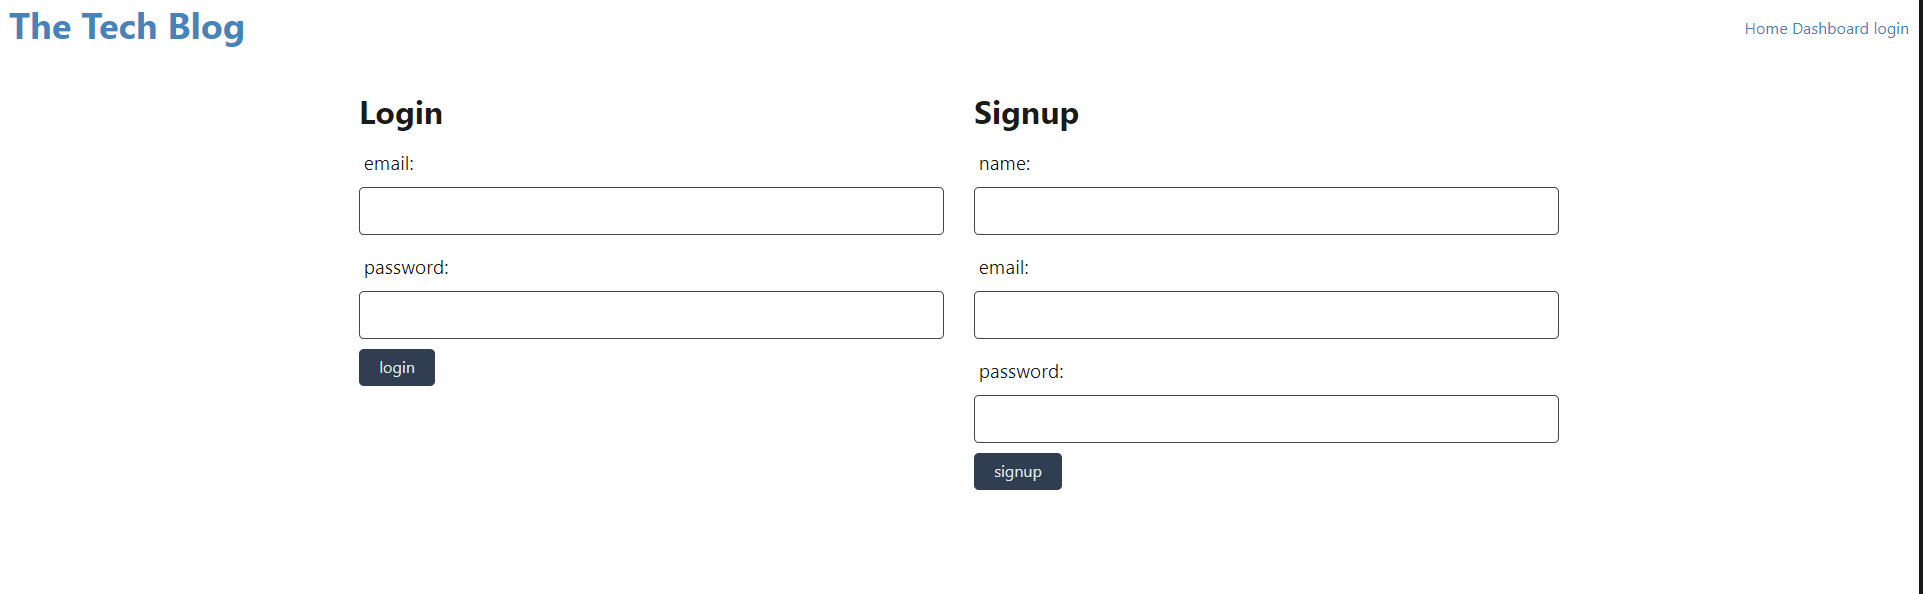 The Tech Blog
Home Dashboard login
Login
email:
password:
login
Signup
name:
email:
password:
signup